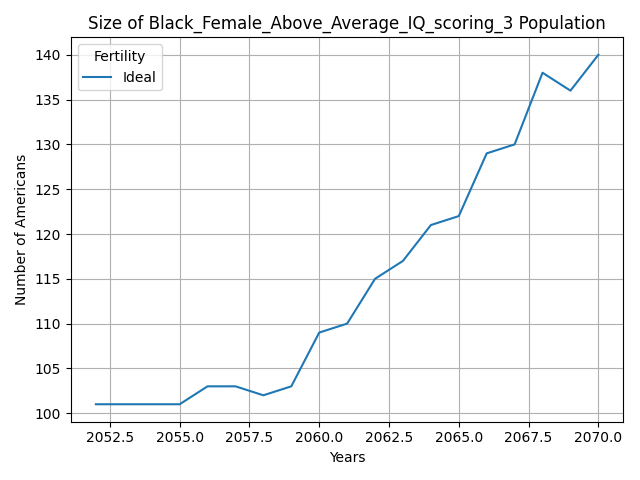 Size of Black_Female_Above_Average_IQ_scoring_3 Population
Fertility
Ideal
Number of Americans
140
135
130
125
120
115
110
105
100
2052.5 2055.0 2057.5 2060.0 2062.5 2065.0 2067.5 2070.0
Years